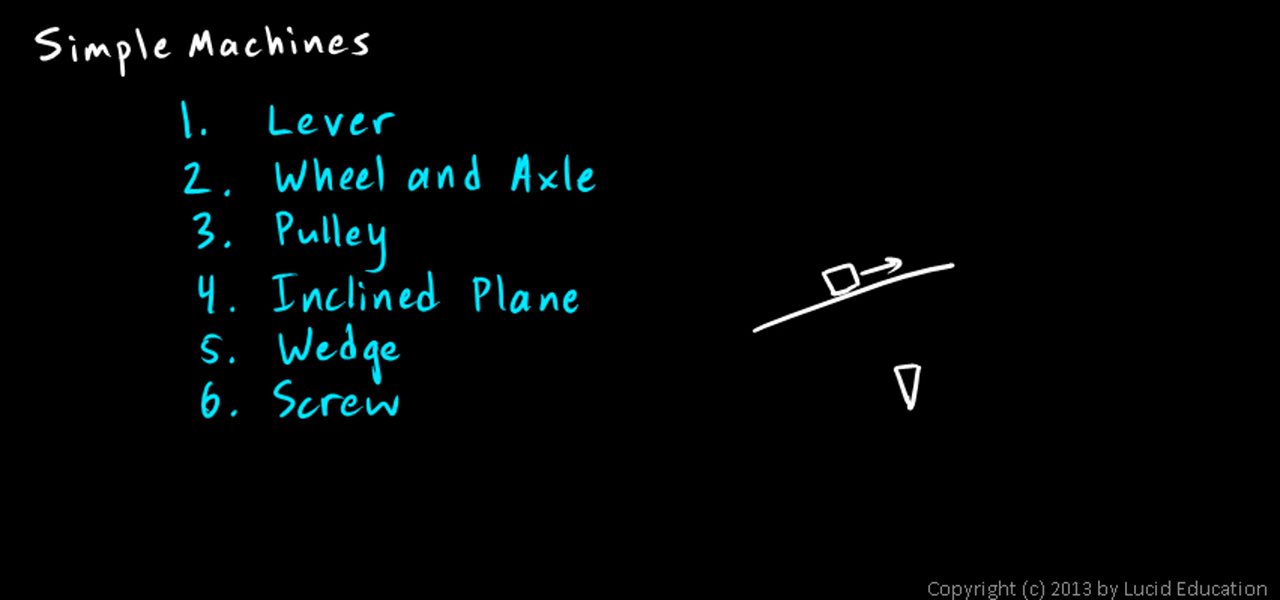 Simple Machines
1. Lever
2. Wheel and Axle
3. Pulley
4. Inclined Plane
5. Wedge
6. Screw
Copyright (c) 2013 by Lucid Education